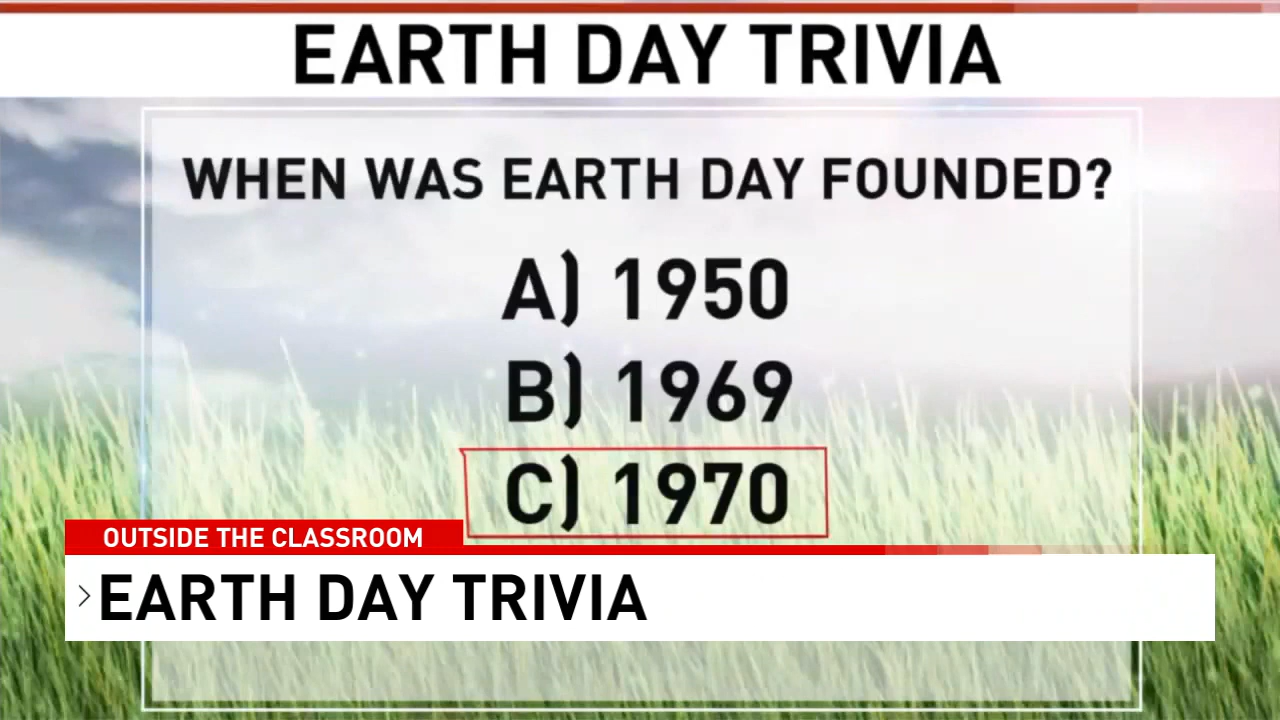 EARTH DAY TRIVIA
WHEN WAS EARTH DAY FOUNDED?
A) 1950
B) 1969
C) 1970
OUTSIDE THE CLASSROOM
EARTH DAY TRIVIA